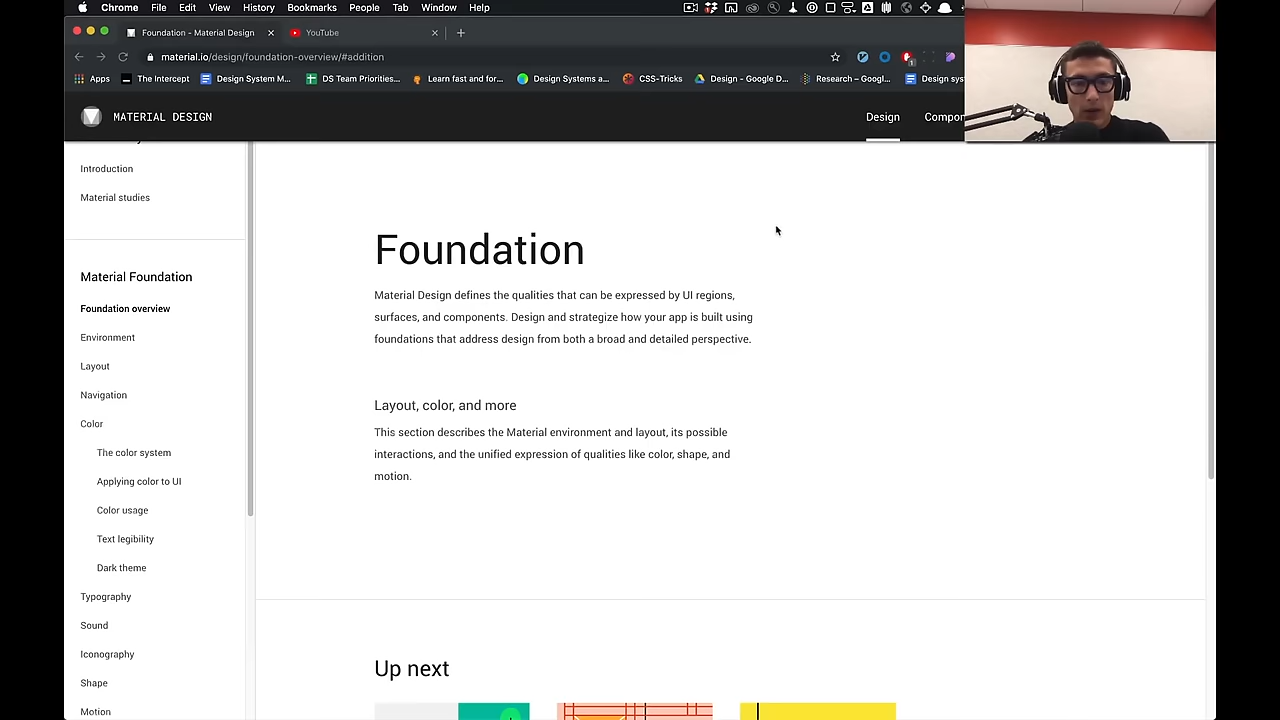 Chrome File Edit View History Bookmarks People Tab Window Help
Foundation - Material Design
YouTube
material.io/design/foundation-overview/#addition
Apps
The Intercept
Design System M...
DS Team Priorities...
Learn fast and for...
Design Systems a...
CSS-Tricks
Design - Google D...
Research – Googl...
Design sys
MATERIAL DESIGN
Design
Compon
Introduction
Material studies
Material Foundation
Foundation overview
Environment
Layout
Navigation
Color
The color system
Applying color to UI
Color usage
Text legibility
Dark theme
Typography
Sound
Iconography
Shape
Motion
Foundation
Material Design defines the qualities that can be expressed by UI regions,
surfaces, and components. Design and strategize how your app is built using
foundations that address design from both a broad and detailed perspective.
Layout, color, and more
This section describes the Material environment and layout, its possible
interactions, and the unified expression of qualities like color, shape, and
motion.
Up next